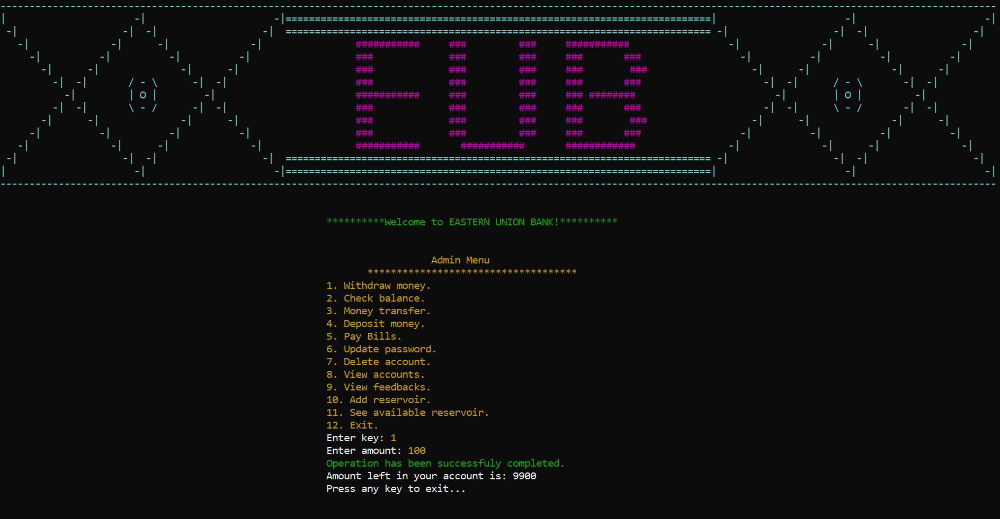 EUB
**********Welcome to EASTERN UNION BANK!**********
Admin Menu
************************************
1. Withdraw money.
2. Check balance.
3. Money transfer.
4. Deposit money.
5. Pay Bills.
6. Update password.
7. Delete account.
8. View accounts.
9. View feedbacks.
10. Add reservoir.
11. See available reservoir.
12. Exit.
Enter key: 1
Enter amount: 100
Operation has been successfuly completed.
Amount left in your account is: 9900
Press any key to exit...